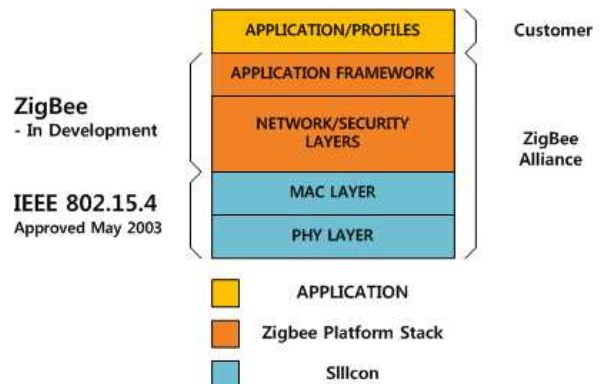 APPLICATION/PROFILES
Customer
APPLICATION FRAMEWORK
ZigBee
- In Development
NETWORK/SECURITY
LAYERS
ZigBee
Alliance
MAC LAYER
IEEE 802.15.4
Approved May 2003
PHY LAYER
APPLICATION
Zigbee Platform Stack
SIlIcon